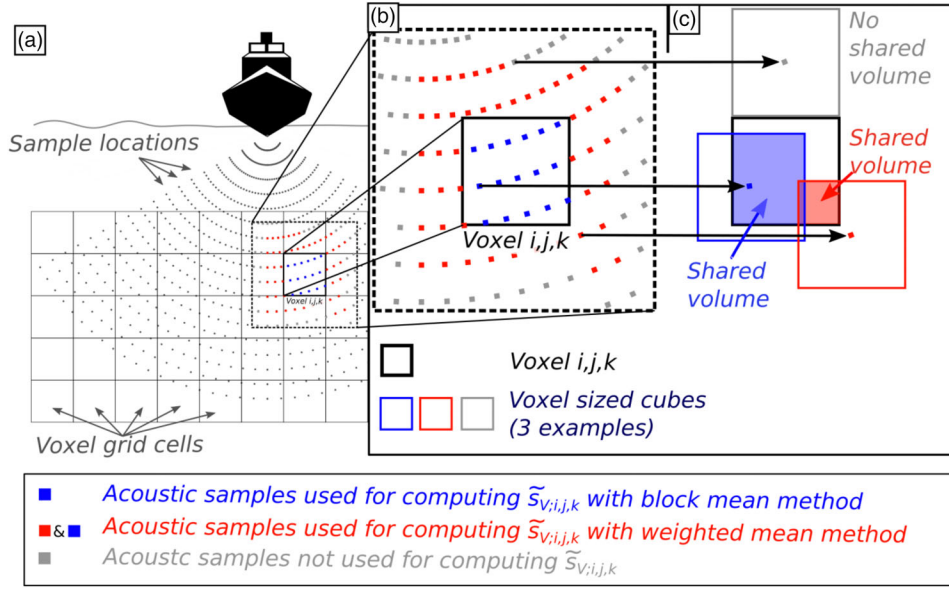 (a)
Sample locations
Voxel i,j,k
Voxel grid cells
(b)
Voxel i,j,k
(c)
No
shared
volume
Shared
volume
Shared
volume
Voxel i,j,k
Voxel sized cubes
(3 examples)
Acoustic samples used for computing s̃V;i,j,k with block mean method
& Acoustic samples used for computing s̃V;i,j,k with weighted mean method
Acoustc samples not used for computing s̃V;i,j,k